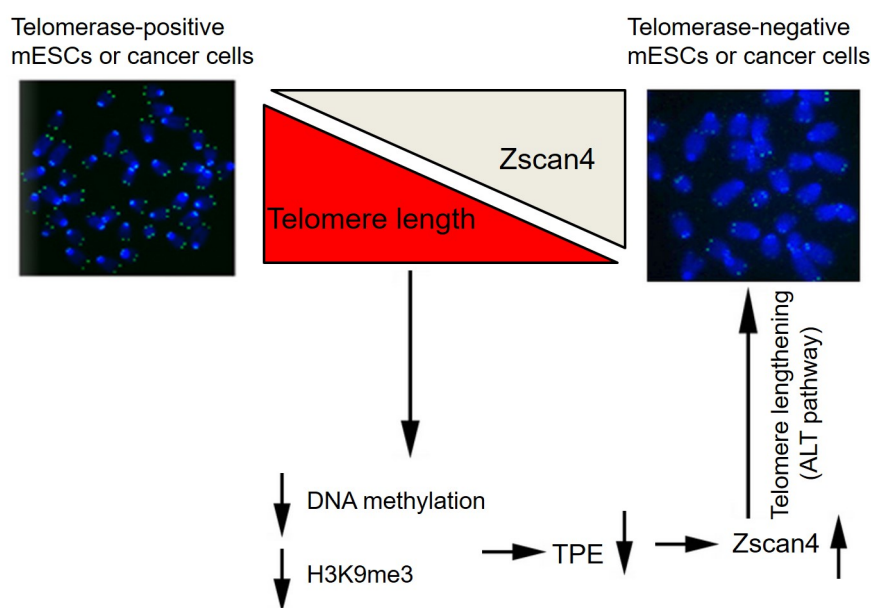 Telomerase-positive
mESCs or cancer cells
Telomerase-negative
mESCs or cancer cells
Zscan4
Telomere length
Telomere lengthening
(ALT pathway)
DNA methylation
H3K9me3
TPE
Zscan4